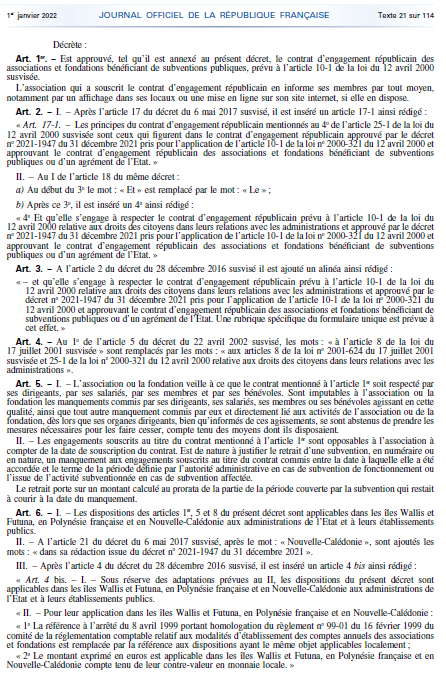 1er janvier 2022 JOURNAL OFFICIEL DE LA RÉPUBLIQUE FRANÇAISE Texte 21 sur 114
Décrète :
Art. 1er. – Est approuvé, tel qu'il est annexé au présent décret, le contrat d'engagement républicain des
associations et fondations bénéficiant de subventions publiques, prévu à l'article 10-1 de la loi du 12 avril 2000
susvisée.
L'association qui a souscrit le contrat d'engagement républicain en informe ses membres par tout moyen,
notamment par un affichage dans ses locaux ou une mise en ligne sur son site internet, si elle en dispose.
Art. 2. – I. – Après l'article 17 du décret du 6 mai 2017 susvisé, il est inséré un article 17-1 ainsi rédigé :
« Art. 17-1. – Les principes du contrat d'engagement républicain mentionnés au 4° de l'article 25-1 de la loi du
12 avril 2000 susvisée sont ceux qui figurent dans le contrat d'engagement républicain approuvé par le décret
n° 2021-1947 du 31 décembre 2021 pris pour l'application de l'article 10-1 de la loi n° 2000-321 du 12 avril 2000 et
approuvant le contrat d'engagement républicain des associations et fondations bénéficiant de subventions
publiques ou d'un agrément de l'Etat. »
II. – Au I de l'article 18 du même décret :
a) Au début du 3° le mot : « Et » est remplacé par le mot : « Le » ;
b) Après ce 3°, il est inséré un 4° ainsi rédigé :
« 4° Et qu'elle s'engage à respecter le contrat d'engagement républicain prévu à l'article 10-1 de la loi du
12 avril 2000 relative aux droits des citoyens dans leurs relations avec les administrations et approuvé par le décret
n° 2021-1947 du 31 décembre 2021 pris pour l'application de l'article 10-1 de la loi n° 2000-321 du 12 avril 2000 et
approuvant le contrat d'engagement républicain des associations et fondations bénéficiant de subventions
publiques ou d'un agrément de l'Etat. »
Art. 3. – A l'article 2 du décret du 28 décembre 2016 susvisé il est ajouté un alinéa ainsi rédigé :
« – et qu'elle s'engage à respecter le contrat d'engagement républicain prévu à l'article 10-1 de la loi du
12 avril 2000 relative aux droits des citoyens dans leurs relations avec les administrations et approuvé par le
décret n° 2021-1947 du 31 décembre 2021 pris pour l'application de l'article 10-1 de la loi n° 2000-321 du
12 avril 2000 et approuvant le contrat d'engagement républicain des associations et fondations bénéficiant de
subventions publiques ou d'un agrément de l'Etat. Une rubrique spécifique du formulaire unique est prévue à
cet effet. »
Art. 4. – Au 1° de l'article 5 du décret du 22 avril 2002 susvisé, les mots : « à l'article 8 de la loi du
17 juillet 2001 susvisée » sont remplacés par les mots : « aux articles 8 de la loi n° 2001-624 du 17 juillet 2001
susvisée et 25-1 de la loi n° 2000-321 du 12 avril 2000 relative aux droits des citoyens dans leurs relations avec les
administrations ».
Art. 5. – I. – L'association ou la fondation veille à ce que le contrat mentionné à l'article 1er soit respecté par
ses dirigeants, par ses salariés, par ses membres et par ses bénévoles. Sont imputables à l'association ou la
fondation les manquements commis par ses dirigeants, ses salariés, ses membres ou ses bénévoles agissant en cette
qualité, ainsi que tout autre manquement commis par eux et directement lié aux activités de l'association ou de la
fondation, dès lors que ses organes dirigeants, bien qu'informés de ces agissements, se sont abstenus de prendre les
mesures nécessaires pour les faire cesser, compte tenu des moyens dont ils disposaient.
II. – Les engagements souscrits au titre du contrat mentionné à l'article 1er sont opposables à l'association à
compter de la date de souscription du contrat. Est de nature à justifier le retrait d'une subvention, en numéraire ou
en nature, un manquement aux engagements souscrits au titre du contrat commis entre la date à laquelle elle a été
accordée et le terme de la période définie par l'autorité administrative en cas de subvention de fonctionnement ou
l'issue de l'activité subventionnée en cas de subvention affectée.
Le retrait porte sur un montant calculé au prorata de la partie de la période couverte par la subvention qui restait
à courir à la date du manquement.
Art. 6. – I. – Les dispositions des articles 1er, 5 et 8 du présent décret sont applicables dans les îles Wallis et
Futuna, en Polynésie française et en Nouvelle-Calédonie aux administrations de l'Etat et à leurs établissements
publics.
II. – A l'article 21 du décret du 6 mai 2017 susvisé, après le mot : « Nouvelle-Calédonie », sont ajoutés les
mots : « dans sa rédaction issue du décret n° 2021-1947 du 31 décembre 2021 ».
III. – Après l'article 4 du décret du 28 décembre 2016 susvisé, il est inséré un article 4 bis ainsi rédigé :
« Art. 4 bis. – I. – Sous réserve des adaptations prévues au II, les dispositions du présent décret sont
applicables dans les îles Wallis et Futuna, en Polynésie française et en Nouvelle-Calédonie aux administrations de
l'Etat et à leurs établissements publics.
« II. – Pour leur application dans les îles Wallis et Futuna, en Polynésie française et en Nouvelle-Calédonie :
« 1° La référence à l'arrêté du 8 avril 1999 portant homologation du règlement n° 99-01 du 16 février 1999 du
comité de la réglementation comptable relatif aux modalités d'établissement des comptes annuels des associations
et fondations est remplacée par la référence aux dispositions ayant le même objet applicables localement ;
« 2° Le montant exprimé en euros est applicable dans les îles Wallis et Futuna, en Polynésie française et en
Nouvelle-Calédonie compte tenu de leur contre-valeur en monnaie locale. »